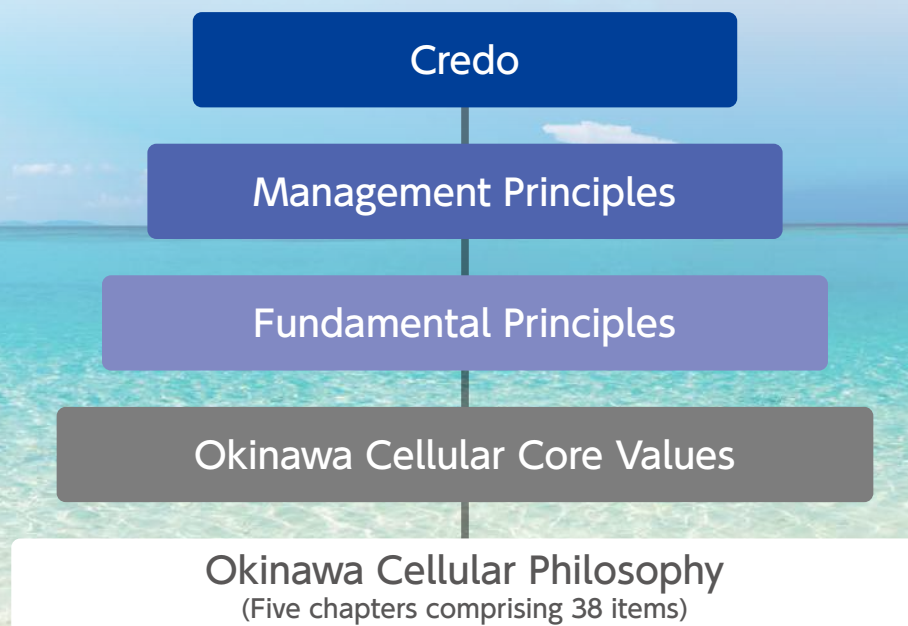 Credo
Management Principles
Fundamental Principles
Okinawa Cellular Core Values
Okinawa Cellular Philosophy
(Five chapters comprising 38 items)